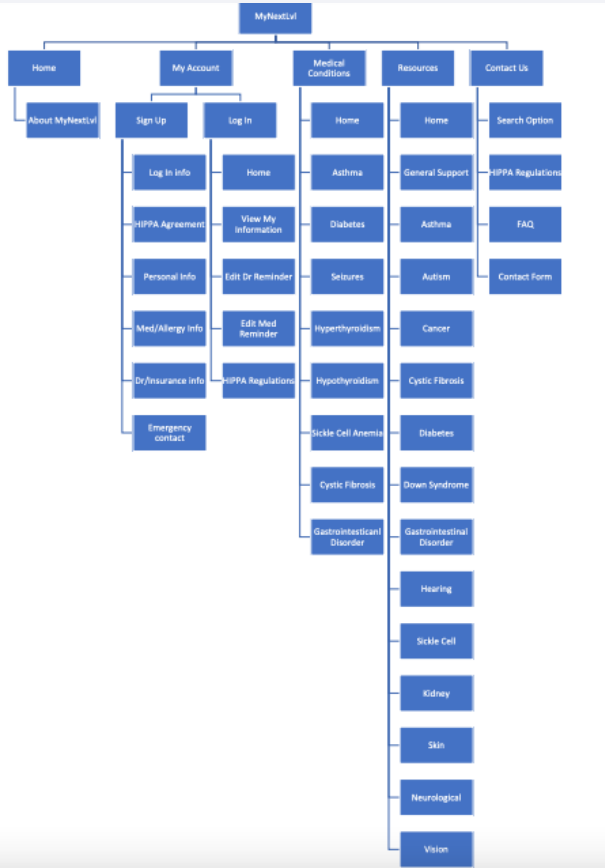 MyNextLvl
Home
My Account
Medical
Conditions
Resources
Contact Us
About MyNextLvl
Sign Up
Log In
Home
Home
Search Option
Log In info
Home
Asthma
General Support
HIPPA Regulations
HIPPA Agreement
View My
Information
Diabetes
Asthma
FAQ
Personal Info
Edit Dr Reminder
Seizures
Autism
Contact Form
Med/Allergy Info
Edit Med
Reminder
Hyperthyroidism
Cancer
Dr/Insurance info
HIPPA Regulations
Hypothyroidism
Cystic Fibrosis
Emergency
contact
Sickle Cell Anemia
Diabetes
Cystic Fibrosis
Down Syndrome
Gastrointesticanl
Disorder
Gastrointestinal
Disorder
Hearing
Sickle Cell
Kidney
Skin
Neurological
Vision